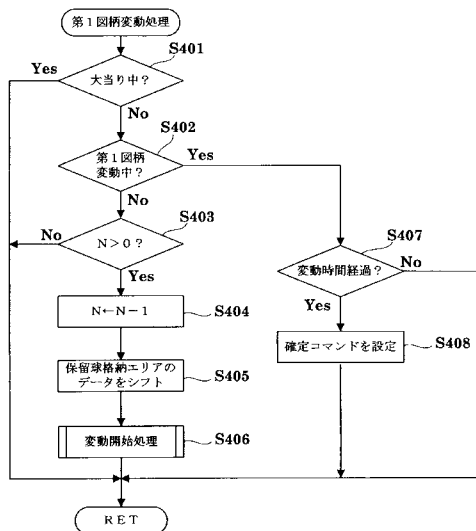 第１図柄変動処理
S401
Yes
大当り中？
No
S402
第１図柄
変動中？
Yes
No
S403
No
Ｎ＞０？
Yes
S407
変動時間経過？
No
Yes
Ｎ←Ｎ－１
S404
確定コマンドを設定
S408
保留球格納エリアの
データをシフト
S405
変動開始処理
S406
ＲＥＴ